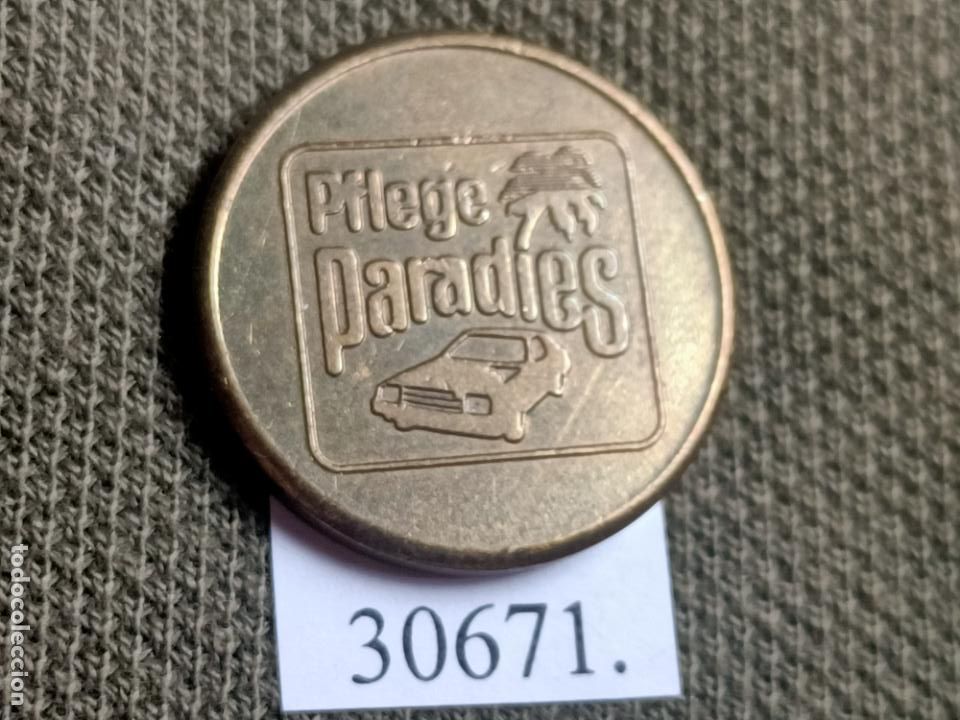 Pflege
Paradies
30671.
todocoleccion